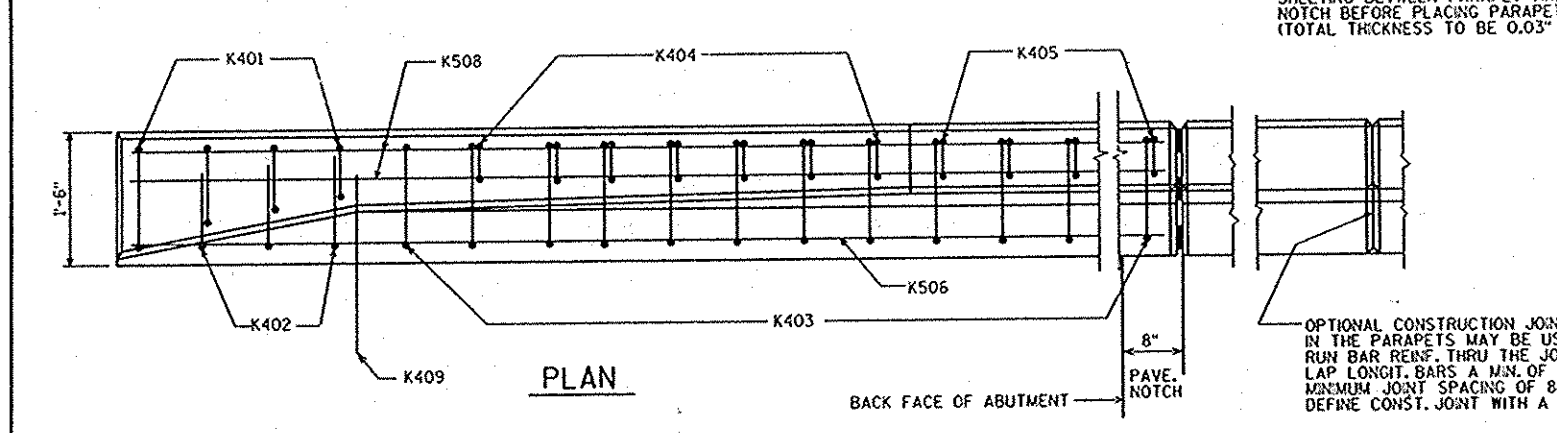 NOTCH BEFORE PLACING PARAPE
(TOTAL THICKNESS TO BE 0.03"
K401
K508
K404
K405
1'-6"
K506
K402
K403
K409
PLAN
8"
PAVE.
NOTCH
BACK FACE OF ABUTMENT
OPTIONAL CONSTRUCTION JOIN
IN THE PARAPETS MAY BE US
RUN BAR REINF. THRU THE JO
LAP LONGIT. BARS A MIN. OF
MINIMUM JOINT SPACING OF 8
DEFINE CONST. JOINT WITH A